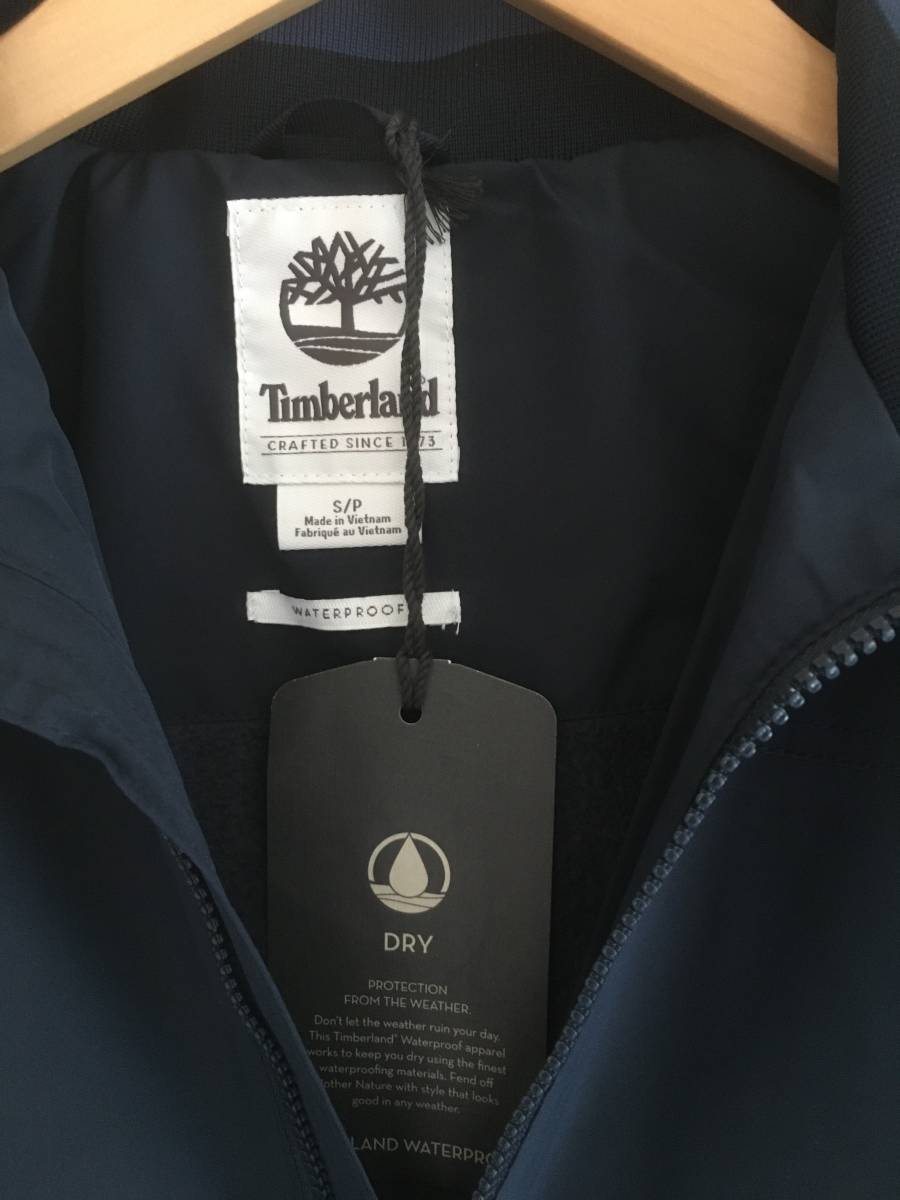 Timberland
CRAFTED SINCE 1973
S/P
Made in Vietnam
Fabriqué au Vietnam
WATERPROOF
DRY
PROTECTION
FROM THE WEATHER.
Don't let the weather ruin your day.
This Timberland® Waterproof apparel
works to keep you dry using the finest
waterproofing materials. Fend off
Mother Nature with style that looks
good in any weather.
LAND WATERPRO